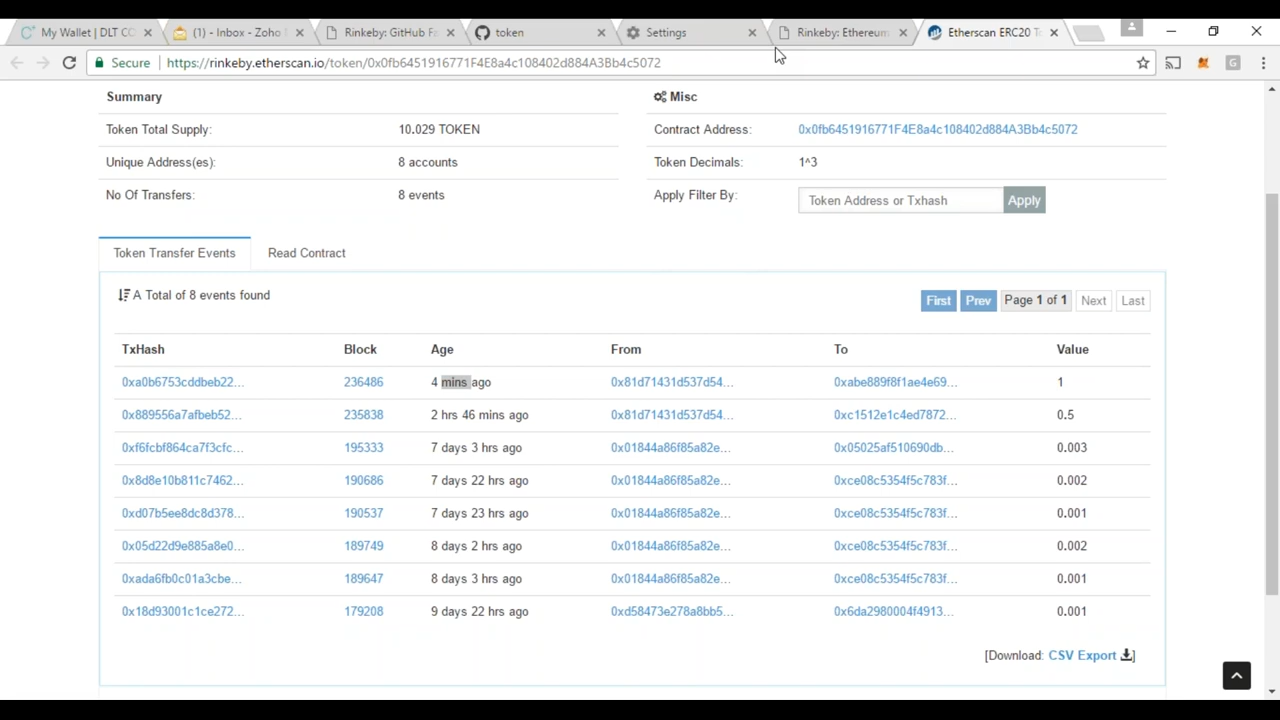 My Wallet | DLT CO
(1) - Inbox - Zoho
Rinkeby: GitHub Fa
token
Settings
Rinkeby: Ethereum
Etherscan ERC20 To
Secure
https://rinkeby.etherscan.io/token/0x0fb6451916771F4E8a4c108402d884A3Bb4c5072
G
Summary
Misc
Token Total Supply: 10.029 TOKEN
Contract Address: 0x0fb6451916771F4E8a4c108402d884A3Bb4c5072
Unique Address(es): 8 accounts
Token Decimals: 1^3
No Of Transfers: 8 events
Apply Filter By: Token Address or Txhash Apply
Token Transfer Events Read Contract
A Total of 8 events found
First Prev Page 1 of 1 Next Last
TxHash Block Age From To Value
0xa0b6753cddbeb22... 236486 4 mins ago 0x81d71431d537d54... 0xabe889f8f1ae4e69... 1
0x889556a7afbeb52... 235838 2 hrs 46 mins ago 0x81d71431d537d54... 0xc1512e1c4ed7872... 0.5
0xf6fcbf864ca7f3cfc... 195333 7 days 3 hrs ago 0x01844a86f85a82e... 0x05025af510690db... 0.003
0x8d8e10b811c7462... 190686 7 days 22 hrs ago 0x01844a86f85a82e... 0xce08c5354f5c783f... 0.002
0xd07b5ee8dc8d378... 190537 7 days 23 hrs ago 0x01844a86f85a82e... 0xce08c5354f5c783f... 0.001
0x05d22d9e885a8e0... 189749 8 days 2 hrs ago 0x01844a86f85a82e... 0xce08c5354f5c783f... 0.002
0xada6fb0c01a3cbe... 189647 8 days 3 hrs ago 0x01844a86f85a82e... 0xce08c5354f5c783f... 0.001
0x18d93001c1ce272... 179208 9 days 22 hrs ago 0xd58473e278a8bb5... 0x6da2980004f4913... 0.001
[Download: CSV Export ]